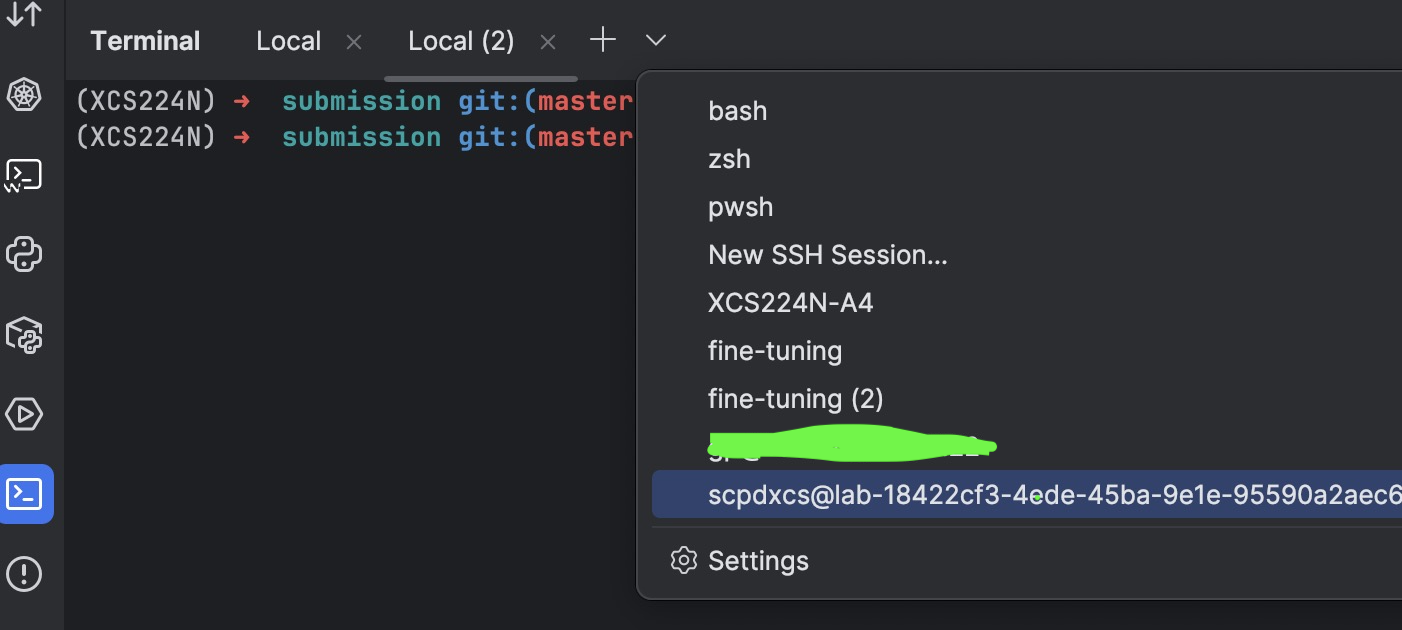 Terminal Local Local (2)
(XCS224N) → submission git:(master
(XCS224N) → submission git:(master
bash
zsh
pwsh
New SSH Session...
XCS224N-A4
fine-tuning
fine-tuning (2)
scpdxcs@lab-18422cf3-4ede-45ba-9e1e-95590a2aec6
Settings